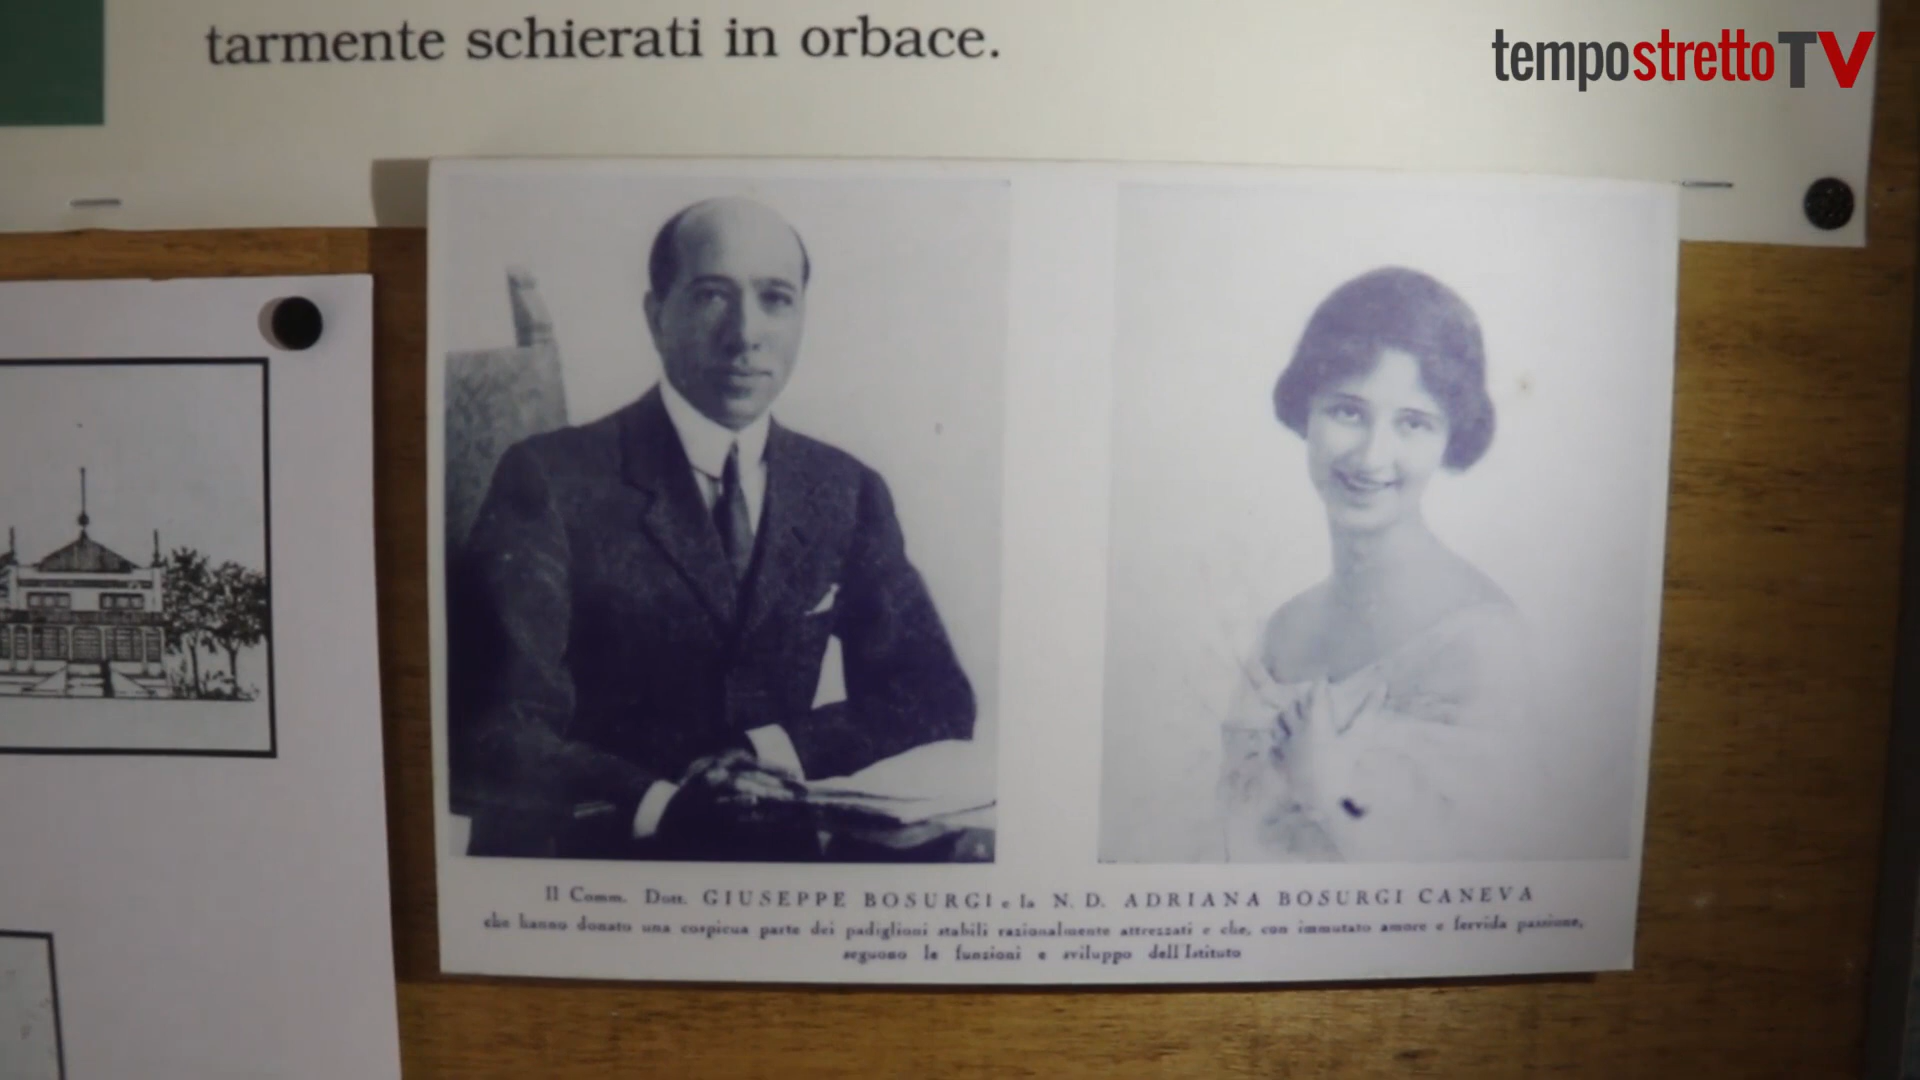 tarmente schierati in orbace.
tempostrettoTV
Il Comm. Dott. GIUSEPPE BOSURGI e la N. D. ADRIANA BOSURGI CANEVA
che hanno donato una cospicua parte dei padiglioni stabili razionalmente attrezzati e che, con immutato amore e fervida passione,
seguono le funzioni e sviluppo dell'Istituto